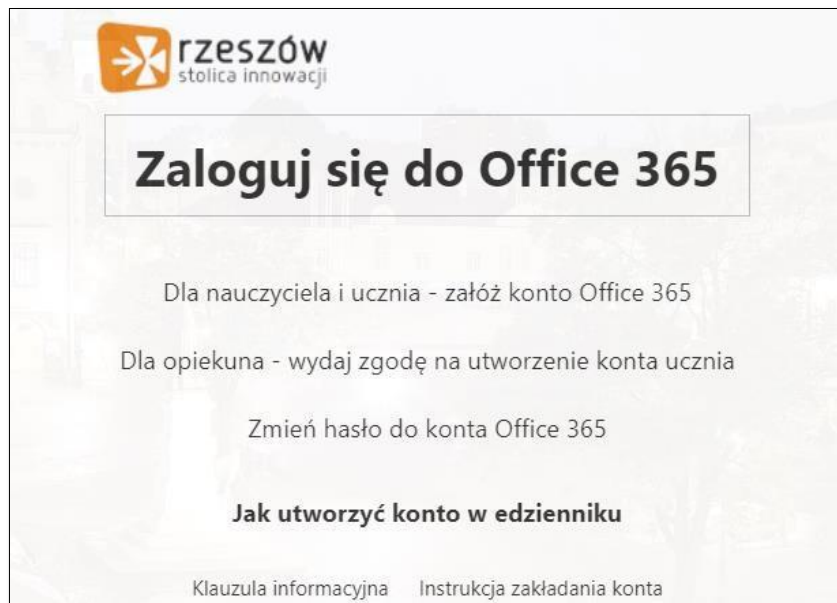 rzeszów
stolica innowacji
Zaloguj się do Office 365
Dla nauczyciela i ucznia - załóż konto Office 365
Dla opiekuna - wydaj zgodę na utworzenie konta ucznia
Zmień hasło do konta Office 365
Jak utworzyć konto w edzienniku
Klauzula informacyjna Instrukcja zakładania konta